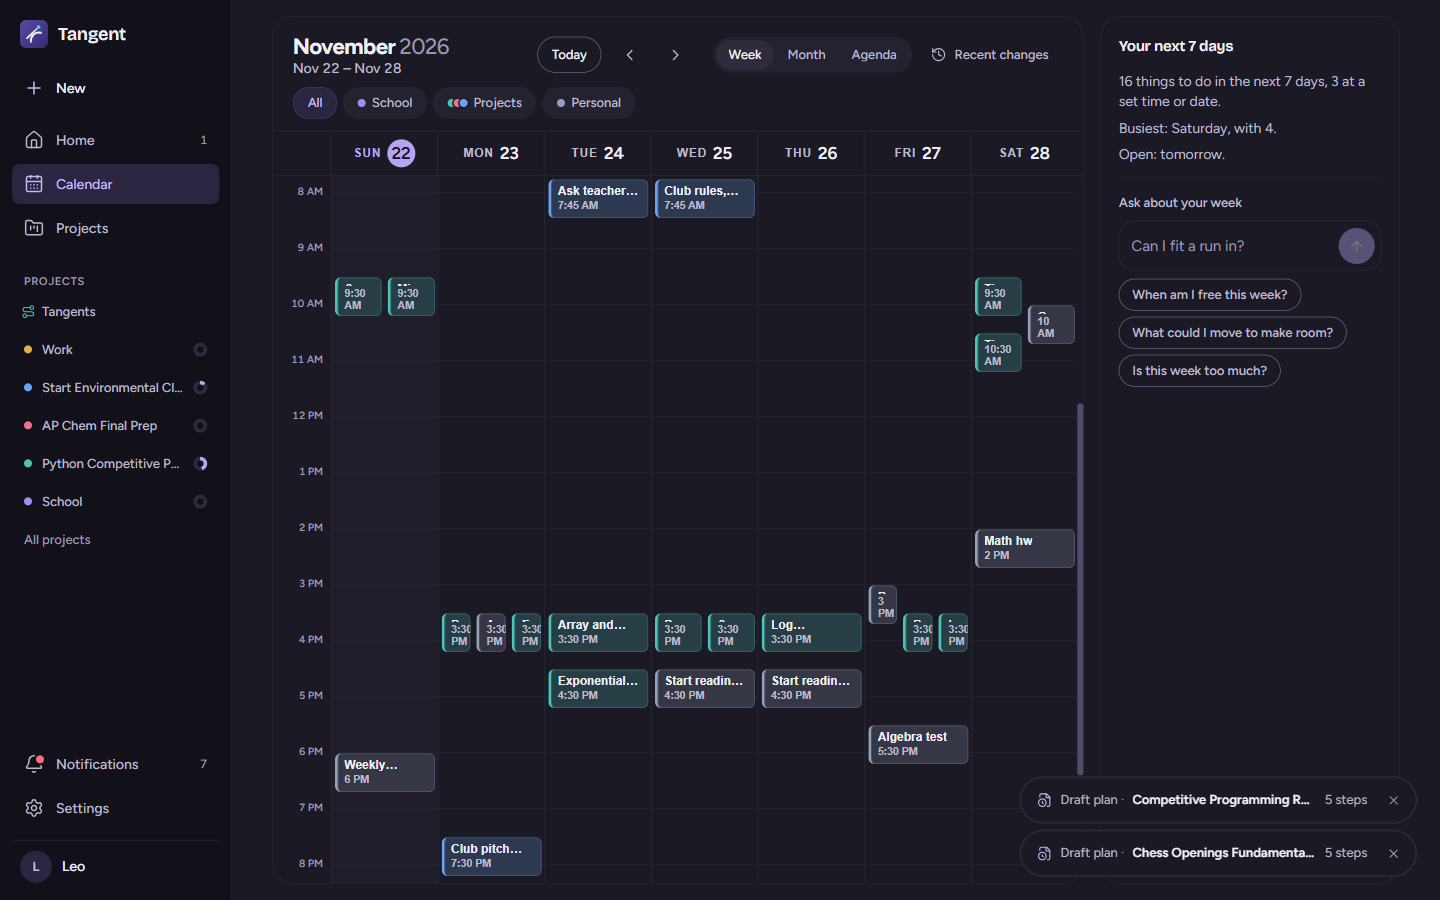 Tangent
New
Home 1
Calendar
Projects
PROJECTS
Tangents
Work
Start Environmental Cl...
AP Chem Final Prep
Python Competitive P...
School
All projects
Notifications 7
Settings
L Leo
November 2026
Nov 22 – Nov 28
Today
Week Month Agenda
Recent changes
All School Projects Personal
SUN 22 MON 23 TUE 24 WED 25 THU 26 FRI 27 SAT 28
8 AM
Ask teacher...
7:45 AM
Club rules,...
7:45 AM
9 AM
9:30
AM
9:30
AM
9:30
AM
10 AM
10
AM
10:30
AM
11 AM
12 PM
1 PM
2 PM
Math hw
2 PM
3 PM
3
PM
3:30
PM
3:30
PM
3:30
PM
Array and...
3:30 PM
3:30
PM
3:30
PM
Log...
3:30 PM
3:30
PM
3:30
PM
4 PM
Exponential...
4:30 PM
Start readin...
4:30 PM
Start readin...
4:30 PM
5 PM
Algebra test
5:30 PM
6 PM
Weekly...
6 PM
7 PM
Club pitch...
7:30 PM
8 PM
Your next 7 days
16 things to do in the next 7 days, 3 at a
set time or date.
Busiest: Saturday, with 4.
Open: tomorrow.
Ask about your week
Can I fit a run in?
When am I free this week?
What could I move to make room?
Is this week too much?
Draft plan · Competitive Programming R... 5 steps
Draft plan · Chess Openings Fundamenta... 5 steps